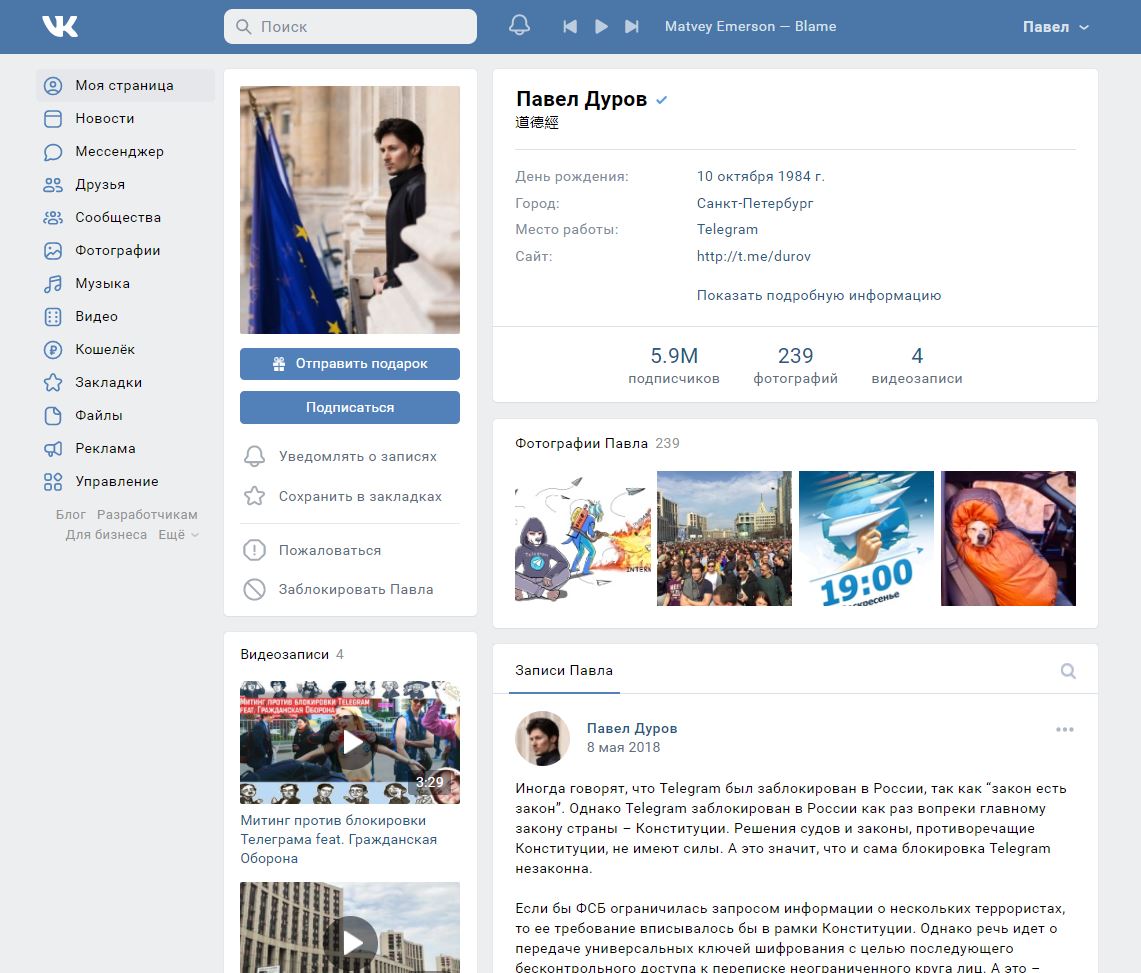 VK
Поиск
Matvey Emerson — Blame
Павел
Моя страница
Новости
Мессенджер
Друзья
Сообщества
Фотографии
Музыка
Видео
Кошелёк
Закладки
Файлы
Реклама
Управление
Блог Разработчикам
Для бизнеса Ещё
Отправить подарок
Подписаться
Уведомлять о записях
Сохранить в закладках
Пожаловаться
Заблокировать Павла
Видеозаписи 4
МИТИНГ ПРОТИВ БЛОКИРОВКИ TELEGRAM
FEAT. ГРАЖДАНСКАЯ ОБОРОНА
3:29
Митинг против блокировки
Телеграма feat. Гражданская
Оборона
Павел Дуров
道德經
День рождения: 10 октября 1984 г.
Город: Санкт-Петербург
Место работы: Telegram
Сайт: http://t.me/durov
Показать подробную информацию
5.9M 239 4
подписчиков фотографий видеозаписи
Фотографии Павла 239
Telegram
INTERN
19:00
скресенье
Записи Павла
Павел Дуров
8 мая 2018
Иногда говорят, что Telegram был заблокирован в России, так как “закон есть
закон”. Однако Telegram заблокирован в России как раз вопреки главному
закону страны – Конституции. Решения судов и законы, противоречащие
Конституции, не имеют силы. А это значит, что и сама блокировка Telegram
незаконна.
Если бы ФСБ ограничилась запросом информации о нескольких террористах,
то ее требование вписывалось бы в рамки Конституции. Однако речь идет о
передаче универсальных ключей шифрования с целью последующего
бесконтрольного доступа к переписке неограниченного круга лиц. А это –